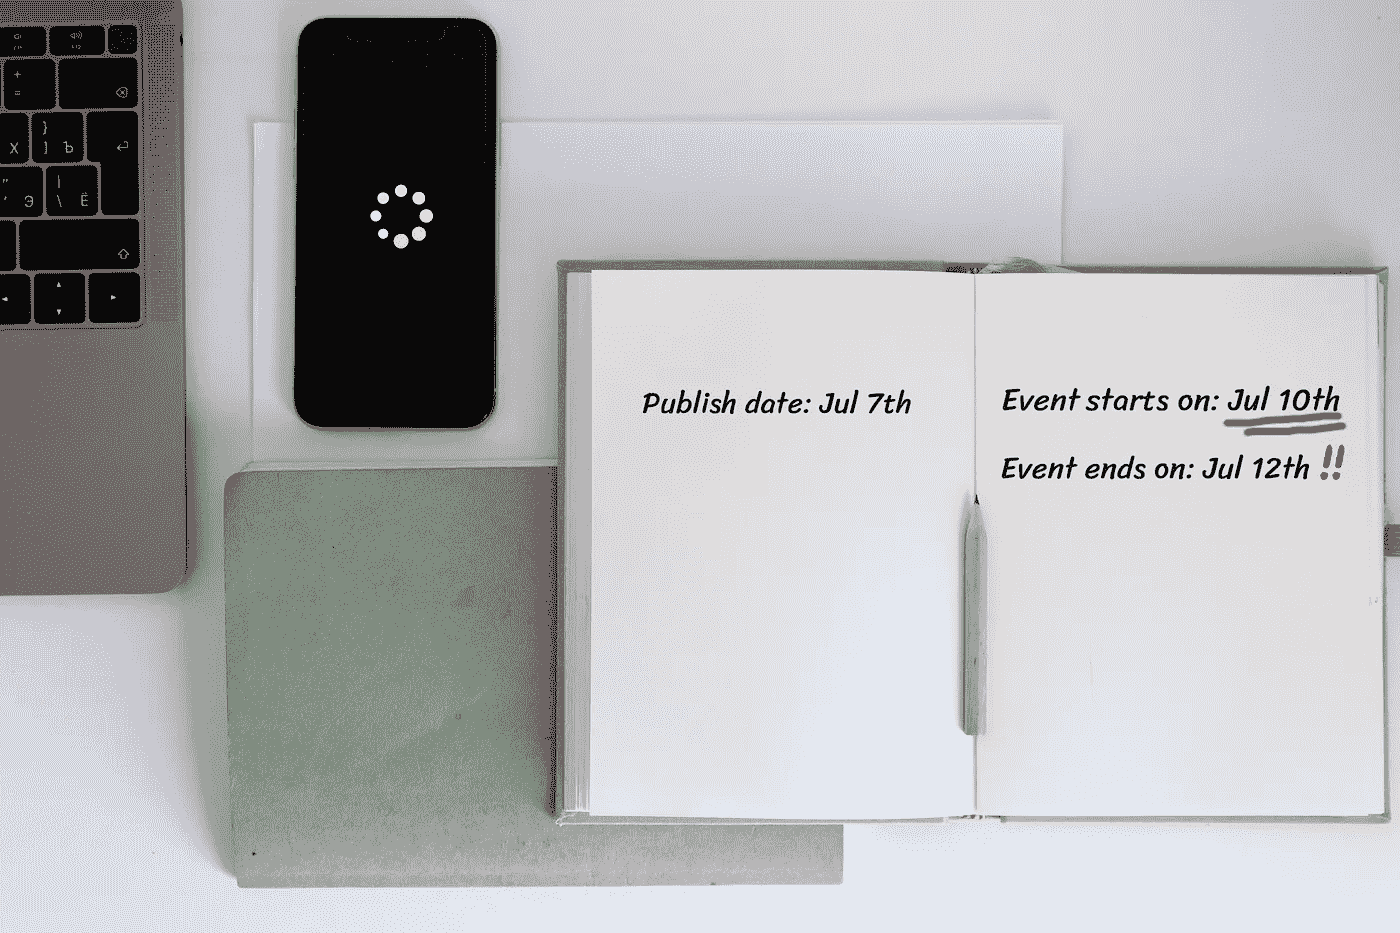 Publish date: Jul 7th
Event starts on: Jul 10th
Event ends on: Jul 12th !!
+
=
Х }
] Ъ
" Э
' \ | Ё